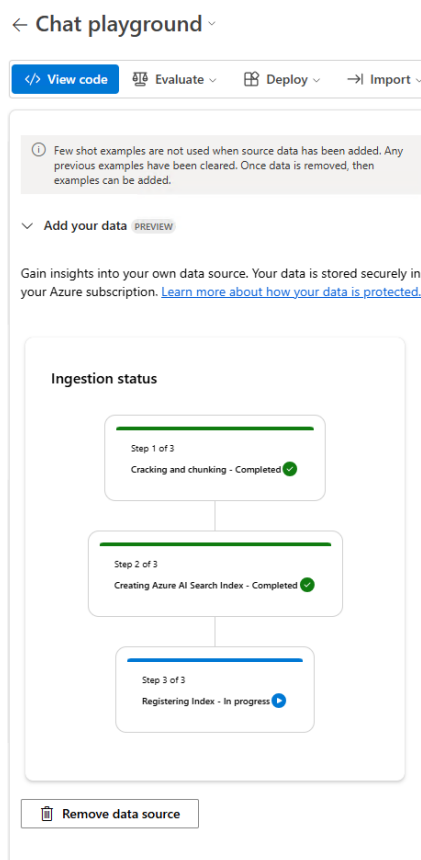 Chat playground
</> View code
Evaluate
Deploy
Import
Few shot examples are not used when source data has been added. Any
previous examples have been cleared. Once data is removed, then
examples can be added.
Add your data PREVIEW
Gain insights into your own data source. Your data is stored securely in
your Azure subscription. Learn more about how your data is protected.
Ingestion status
Step 1 of 3
Cracking and chunking - Completed
Step 2 of 3
Creating Azure AI Search Index - Completed
Step 3 of 3
Registering Index - In progress
Remove data source